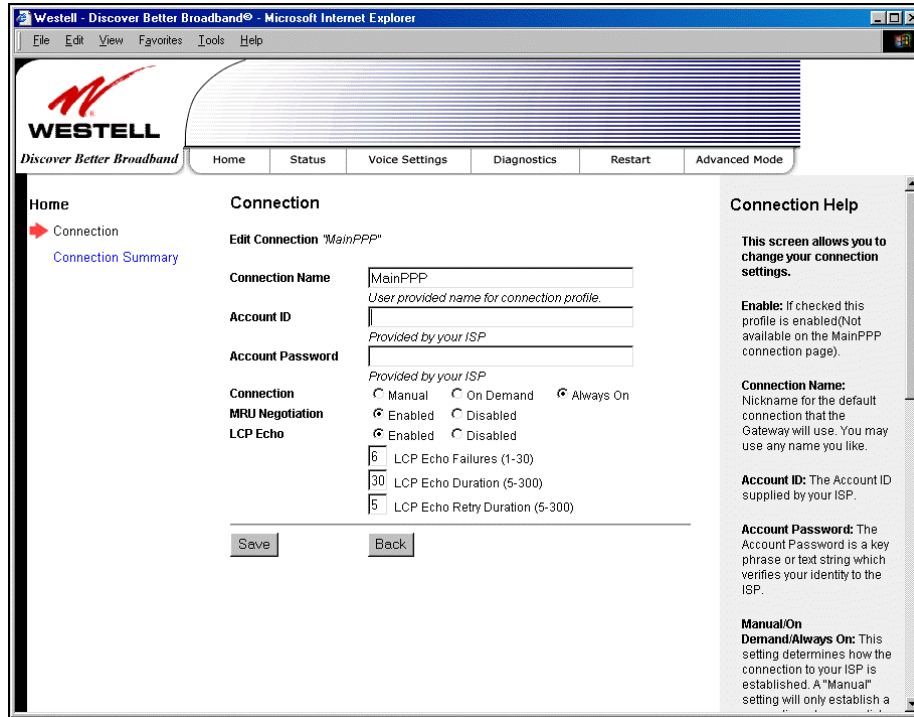 Westell - Discover Better Broadband© - Microsoft Internet Explorer
File Edit View Favorites Tools Help
WESTELL
Discover Better Broadband
Home Status Voice Settings Diagnostics Restart Advanced Mode
Home
Connection
Connection Summary
Connection
Edit Connection "MainPPP"
Connection Name MainPPP
User provided name for connection profile.
Account ID
Provided by your ISP
Account Password
Provided by your ISP
Connection Manual On Demand Always On
MRU Negotiation Enabled Disabled
LCP Echo Enabled Disabled
6 LCP Echo Failures (1-30)
30 LCP Echo Duration (5-300)
5 LCP Echo Retry Duration (5-300)
Save Back
Connection Help
This screen allows you to
change your connection
settings.
Enable: If checked this
profile is enabled(Not
available on the MainPPP
connection page).
Connection Name:
Nickname for the default
connection that the
Gateway will use. You may
use any name you like.
Account ID: The Account ID
supplied by your ISP.
Account Password: The
Account Password is a key
phrase or text string which
verifies your identity to the
ISP.
Manual/On
Demand/Always On: This
setting determines how the
connection to your ISP is
established. A "Manual"
setting will only establish a